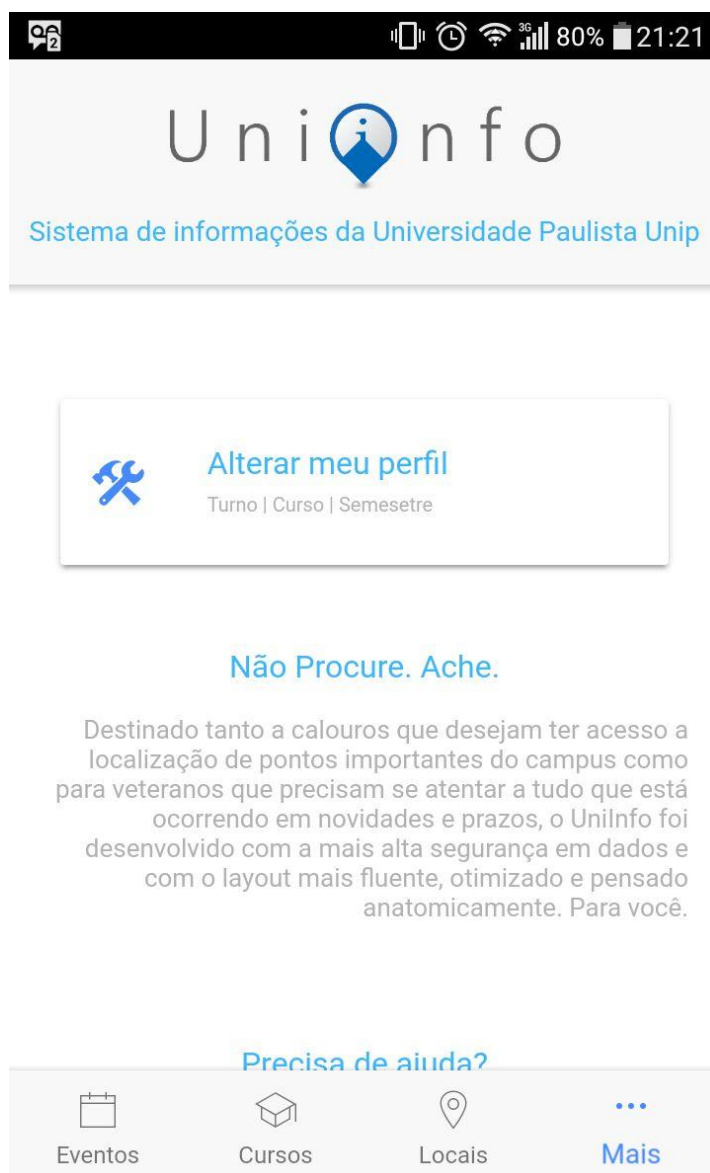 2
3G
80% 21:21
UniInfo
Sistema de informações da Universidade Paulista Unip
Alterar meu perfil
Turno | Curso | Semesetre
Não Procure. Ache.
Destinado tanto a calouros que desejam ter acesso a
localização de pontos importantes do campus como
para veteranos que precisam se atentar a tudo que está
ocorrendo em novidades e prazos, o UniInfo foi
desenvolvido com a mais alta segurança em dados e
com o layout mais fluente, otimizado e pensado
anatomicamente. Para você.
Precisa de ajuda?
Eventos
Cursos
Locais
Mais